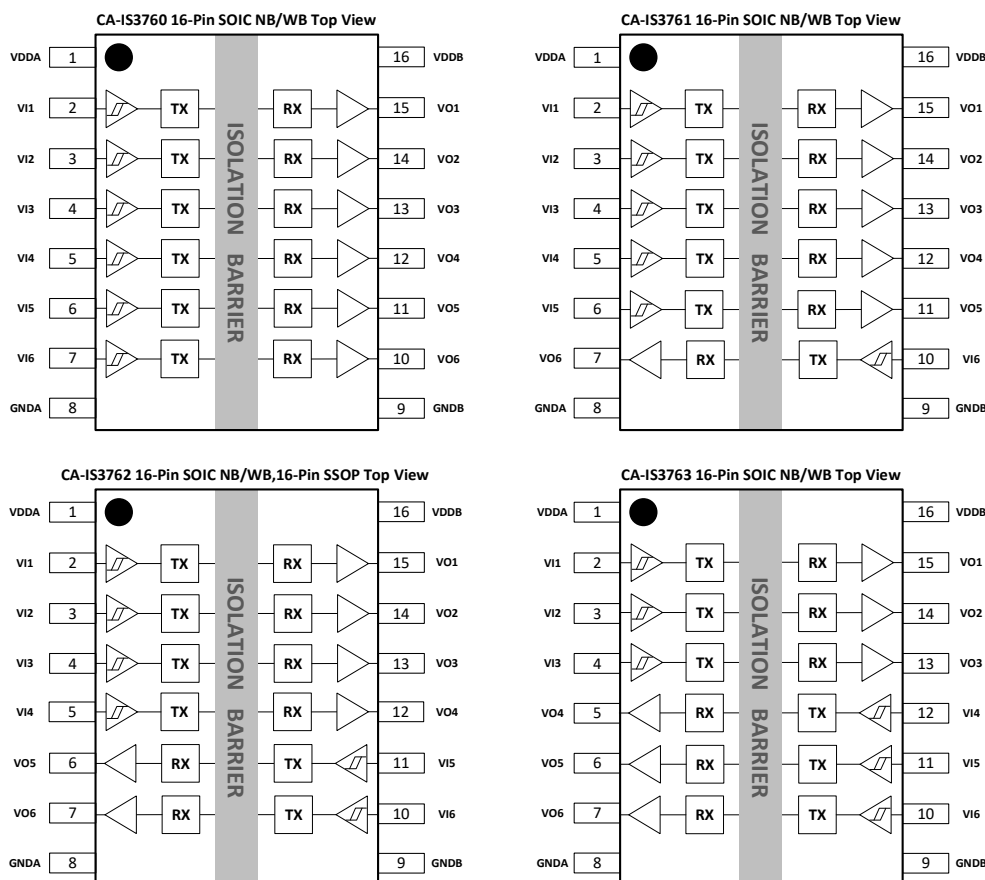 CA-IS3760 16-Pin SOIC NB/WB Top View
VDDA 1 16 VDDB
VI1 2 TX RX 15 VO1
VI2 3 TX RX 14 VO2
VI3 4 TX RX 13 VO3
VI4 5 TX RX 12 VO4
VI5 6 TX RX 11 VO5
VI6 7 TX RX 10 VO6
GNDA 8 9 GNDB
ISOLATION BARRIER
CA-IS3761 16-Pin SOIC NB/WB Top View
VDDA 1 16 VDDB
VI1 2 TX RX 15 VO1
VI2 3 TX RX 14 VO2
VI3 4 TX RX 13 VO3
VI4 5 TX RX 12 VO4
VI5 6 TX RX 11 VO5
VO6 7 RX TX 10 VI6
GNDA 8 9 GNDB
ISOLATION BARRIER
CA-IS3762 16-Pin SOIC NB/WB,16-Pin SSOP Top View
VDDA 1 16 VDDB
VI1 2 TX RX 15 VO1
VI2 3 TX RX 14 VO2
VI3 4 TX RX 13 VO3
VI4 5 TX RX 12 VO4
VO5 6 RX TX 11 VI5
VO6 7 RX TX 10 VI6
GNDA 8 9 GNDB
ISOLATION BARRIER
CA-IS3763 16-Pin SOIC NB/WB Top View
VDDA 1 16 VDDB
VI1 2 TX RX 15 VO1
VI2 3 TX RX 14 VO2
VI3 4 TX RX 13 VO3
VO4 5 RX TX 12 VI4
VO5 6 RX TX 11 VI5
VO6 7 RX TX 10 VI6
GNDA 8 9 GNDB
ISOLATION BARRIER